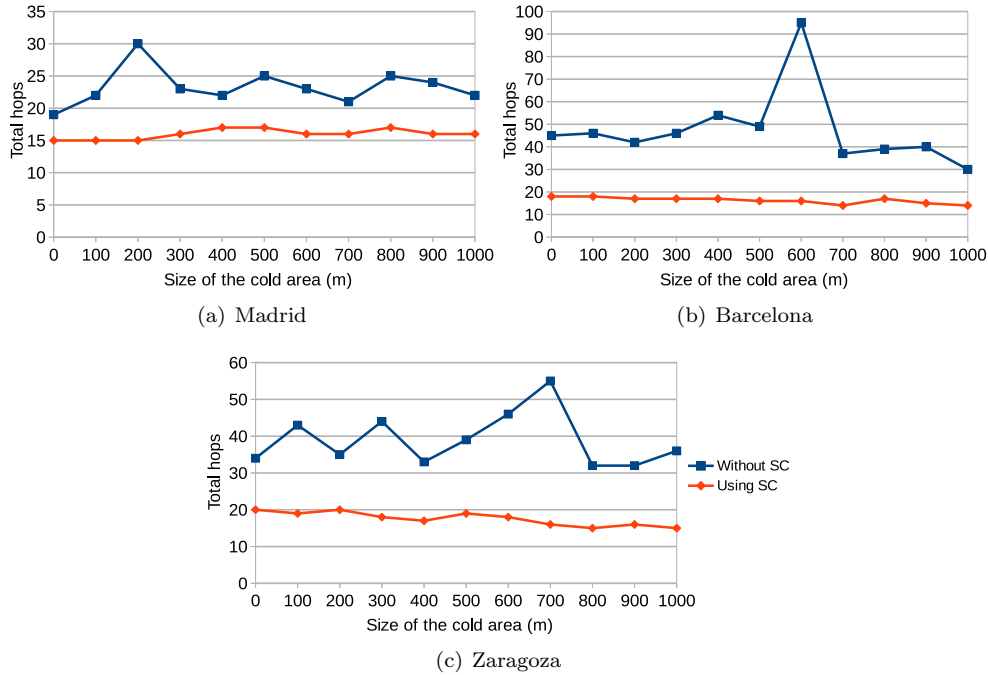 35
30
25
20
15
10
5
0
Total hops
0 100 200 300 400 500 600 700 800 900 1000
Size of the cold area (m)
(a) Madrid
100
90
80
70
60
50
40
30
20
10
0
Total hops
0 100 200 300 400 500 600 700 800 900 1000
Size of the cold area (m)
(b) Barcelona
60
50
40
30
20
10
0
Total hops
0 100 200 300 400 500 600 700 800 900 1000
Size of the cold area (m)
Without SC
Using SC
(c) Zaragoza